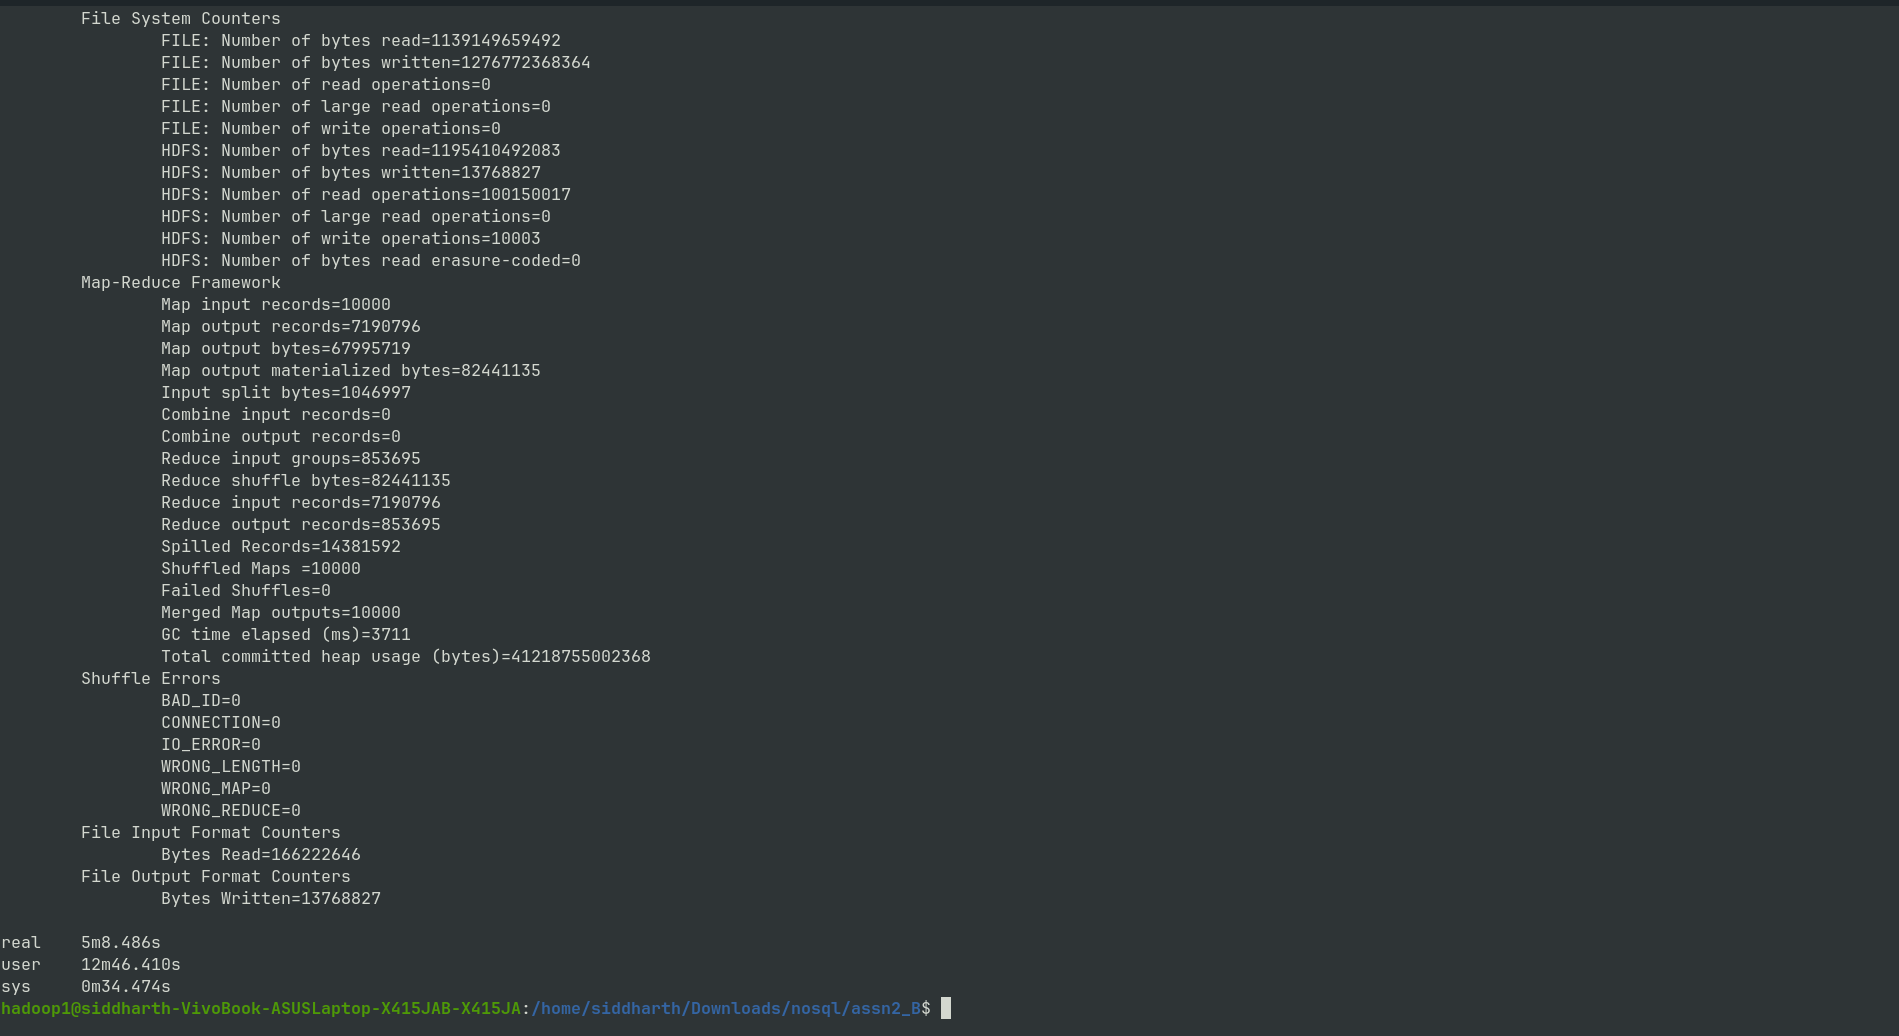 File System Counters
FILE: Number of bytes read=1139149659492
FILE: Number of bytes written=1276772368364
FILE: Number of read operations=0
FILE: Number of large read operations=0
FILE: Number of write operations=0
HDFS: Number of bytes read=1195410492083
HDFS: Number of bytes written=13768827
HDFS: Number of read operations=100150017
HDFS: Number of large read operations=0
HDFS: Number of write operations=10003
HDFS: Number of bytes read erasure-coded=0
Map-Reduce Framework
Map input records=10000
Map output records=7190796
Map output bytes=67995719
Map output materialized bytes=82441135
Input split bytes=1046997
Combine input records=0
Combine output records=0
Reduce input groups=853695
Reduce shuffle bytes=82441135
Reduce input records=7190796
Reduce output records=853695
Spilled Records=14381592
Shuffled Maps =10000
Failed Shuffles=0
Merged Map outputs=10000
GC time elapsed (ms)=3711
Total committed heap usage (bytes)=41218755002368
Shuffle Errors
BAD_ID=0
CONNECTION=0
IO_ERROR=0
WRONG_LENGTH=0
WRONG_MAP=0
WRONG_REDUCE=0
File Input Format Counters
Bytes Read=166222646
File Output Format Counters
Bytes Written=13768827
real 5m8.486s
user 12m46.410s
sys 0m34.474s
hadoop1@siddharth-VivoBook-ASUSLaptop-X415JAB-X415JA:/home/siddharth/Downloads/nosql/assn2_B$